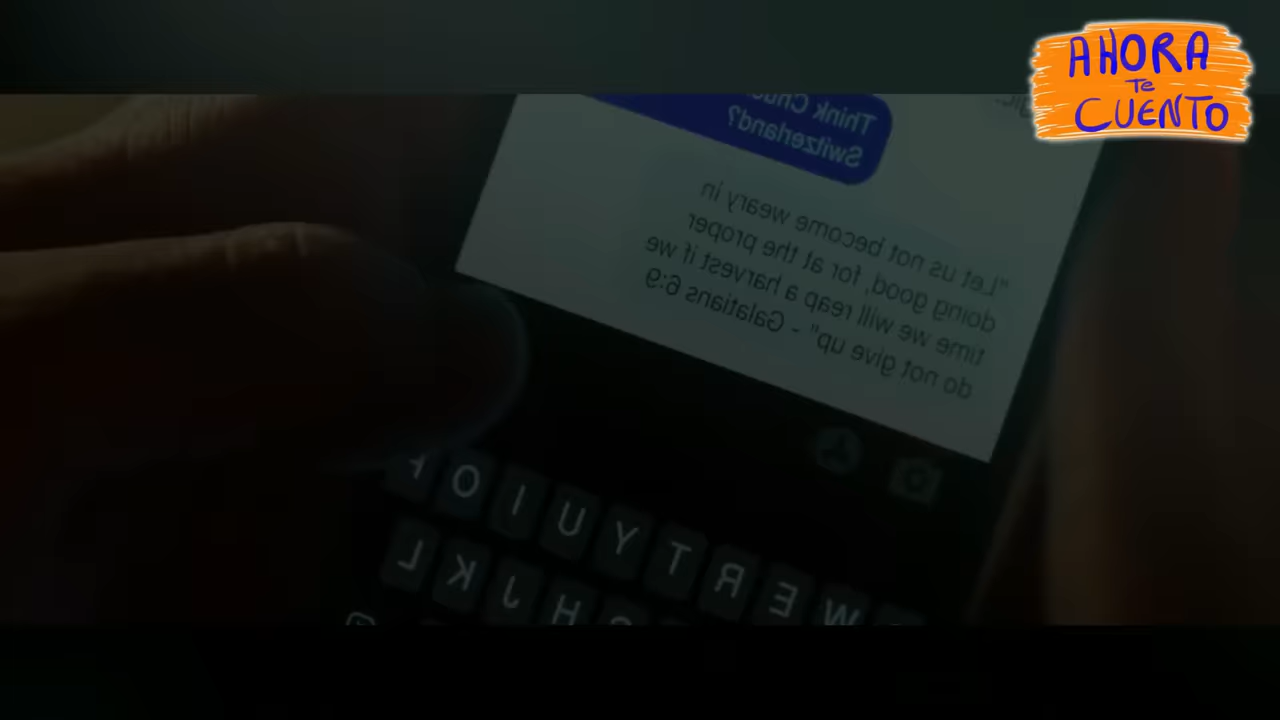 AHORA
TE
CUENTO
Think
Switzerland?
"Let us not become weary in
doing good, for at the proper
time we will reap a harvest if we
do not give up" - Galatians 6:9
W E R T Y U I O
H J K L